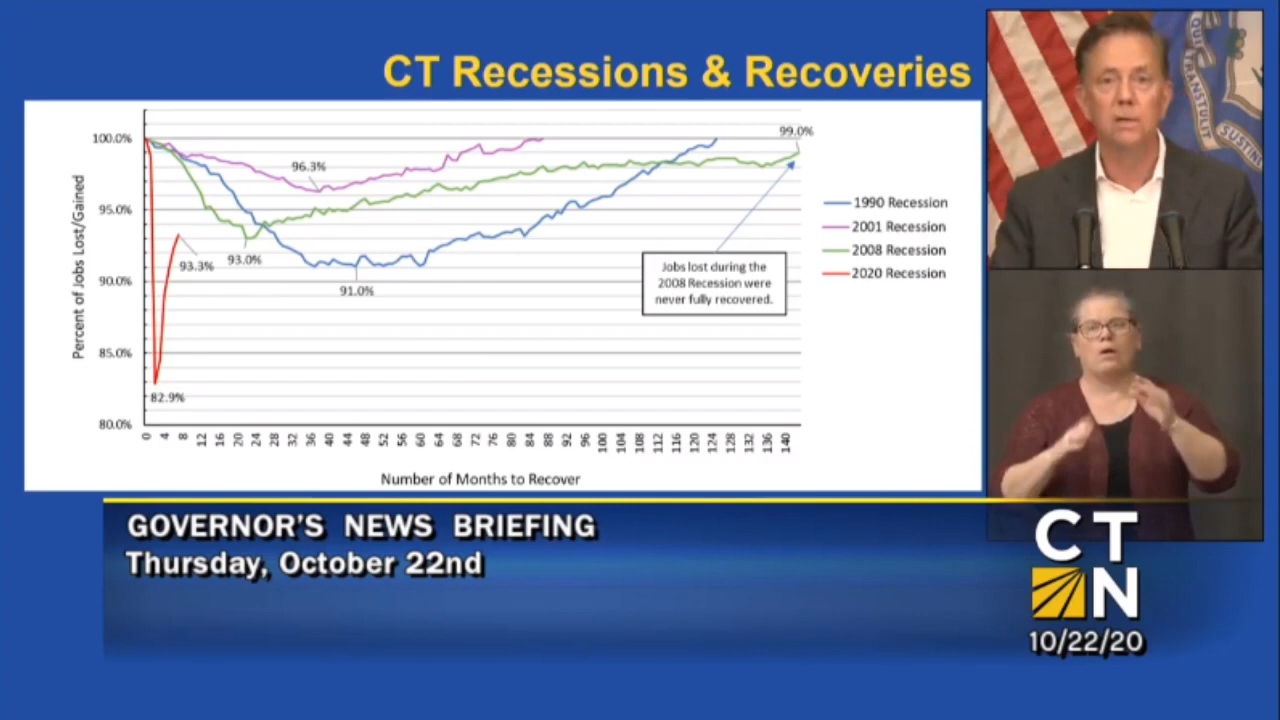 CT Recessions & Recoveries
100.0%
95.0%
90.0%
85.0%
80.0%
Percent of Jobs Lost/Gained
96.3%
99.0%
93.3%
93.0%
91.0%
82.9%
Jobs lost during the
2008 Recession were
never fully recovered.
1990 Recession
2001 Recession
2008 Recession
2020 Recession
0 4 8 12 16 20 24 28 32 36 40 44 48 52 56 60 64 68 72 76 80 84 88 92 96 100 104 108 112 116 120 124 128 132 136 140
Number of Months to Recover
QUI TRANSTULIT
SUSTIN
GOVERNOR'S NEWS BRIEFING
Thursday, October 22nd
CT
N
10/22/20